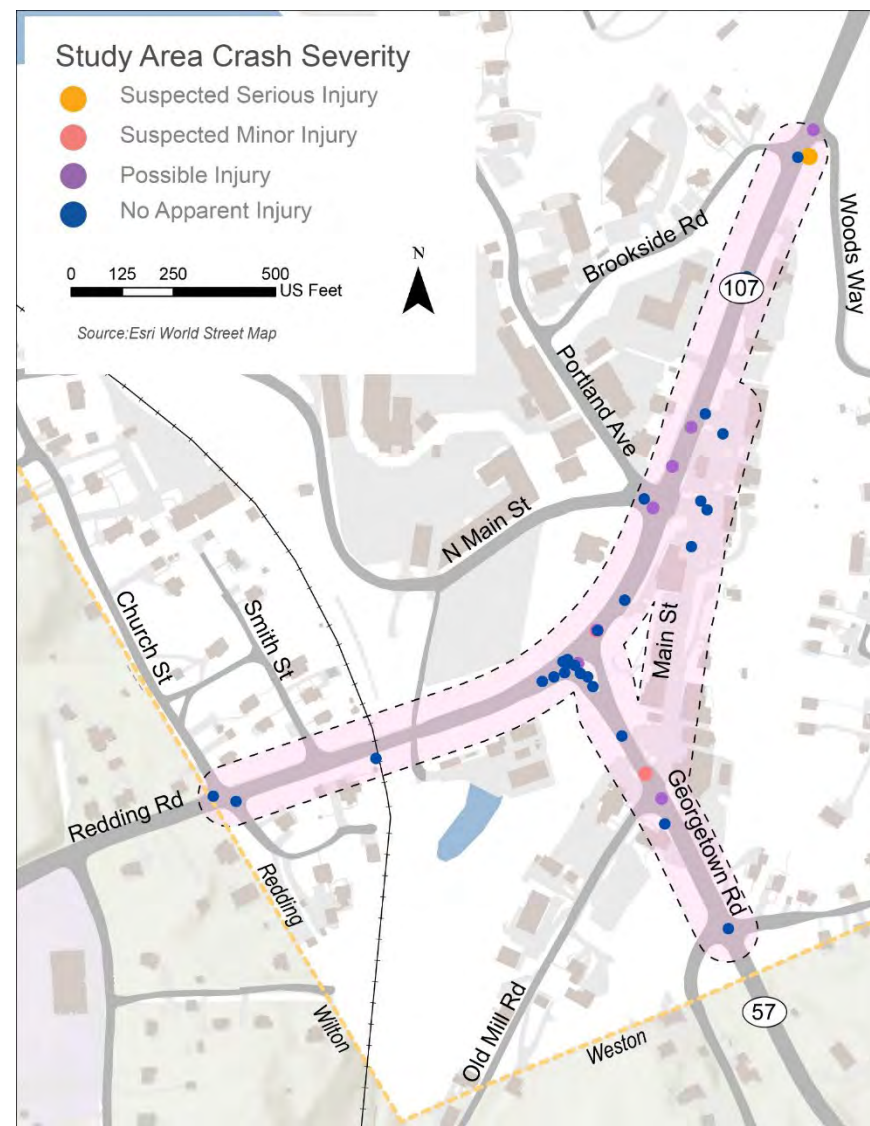 Study Area Crash Severity
Suspected Serious Injury
Suspected Minor Injury
Possible Injury
No Apparent Injury
0 125 250 500
US Feet
N
Source:Esri World Street Map
Brookside Rd
Woods Way
107
Portland Ave
N Main St
Church St
Smith St
Main St
Redding Rd
Georgetown Rd
Redding
Wilton
Old Mill Rd
Weston
57